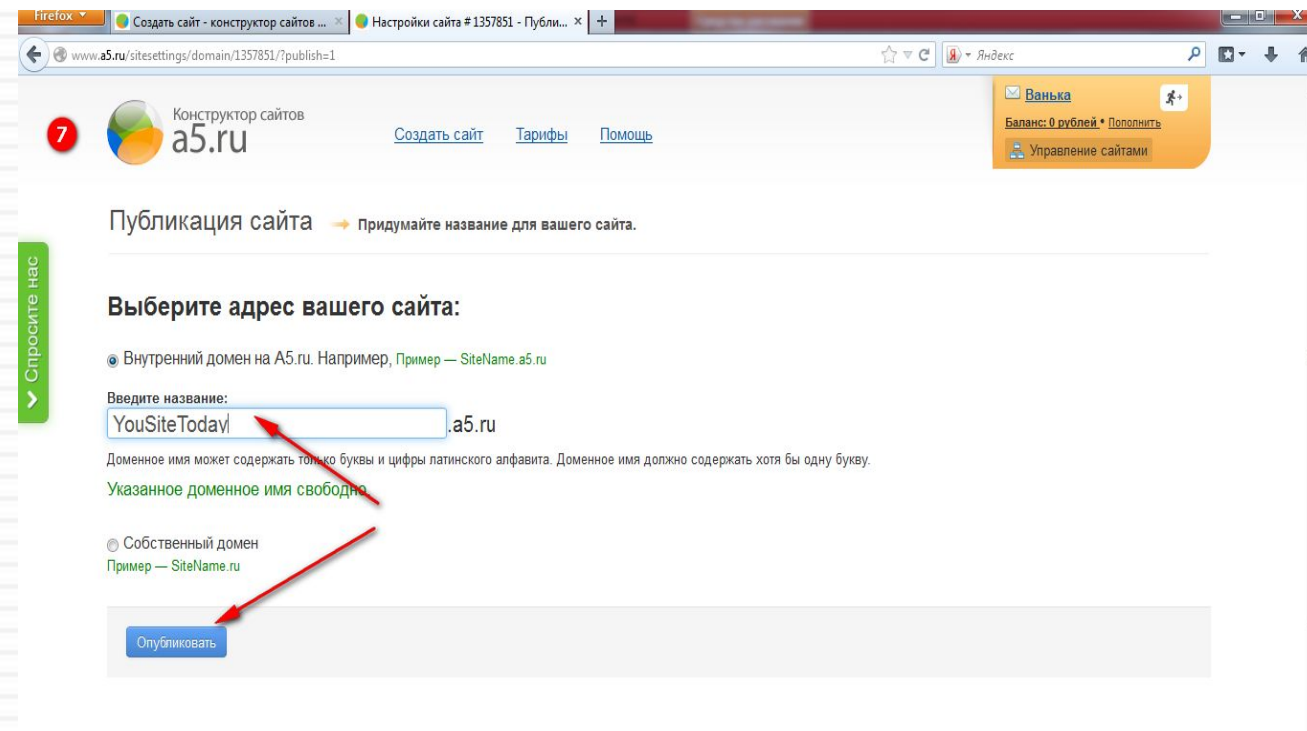 Firefox
Создать сайт - конструктор сайтов ...
Настройки сайта # 1357851 - Публи...
www.a5.ru/sitesettings/domain/1357851/?publish=1
Яндекс
7
Конструктор сайтов
a5.ru
Создать сайт Тарифы Помощь
Ванька
Баланс: 0 рублей • Пополнить
Управление сайтами
Публикация сайта → Придумайте название для вашего сайта.
Спросите нас
Выберите адрес вашего сайта:
Внутренний домен на A5.ru. Например, Пример — SiteName.a5.ru
Введите название:
YouSiteToday .a5.ru
Доменное имя может содержать только буквы и цифры латинского алфавита. Доменное имя должно содержать хотя бы одну букву.
Указанное доменное имя свободно.
Собственный домен
Пример — SiteName.ru
Опубликовать